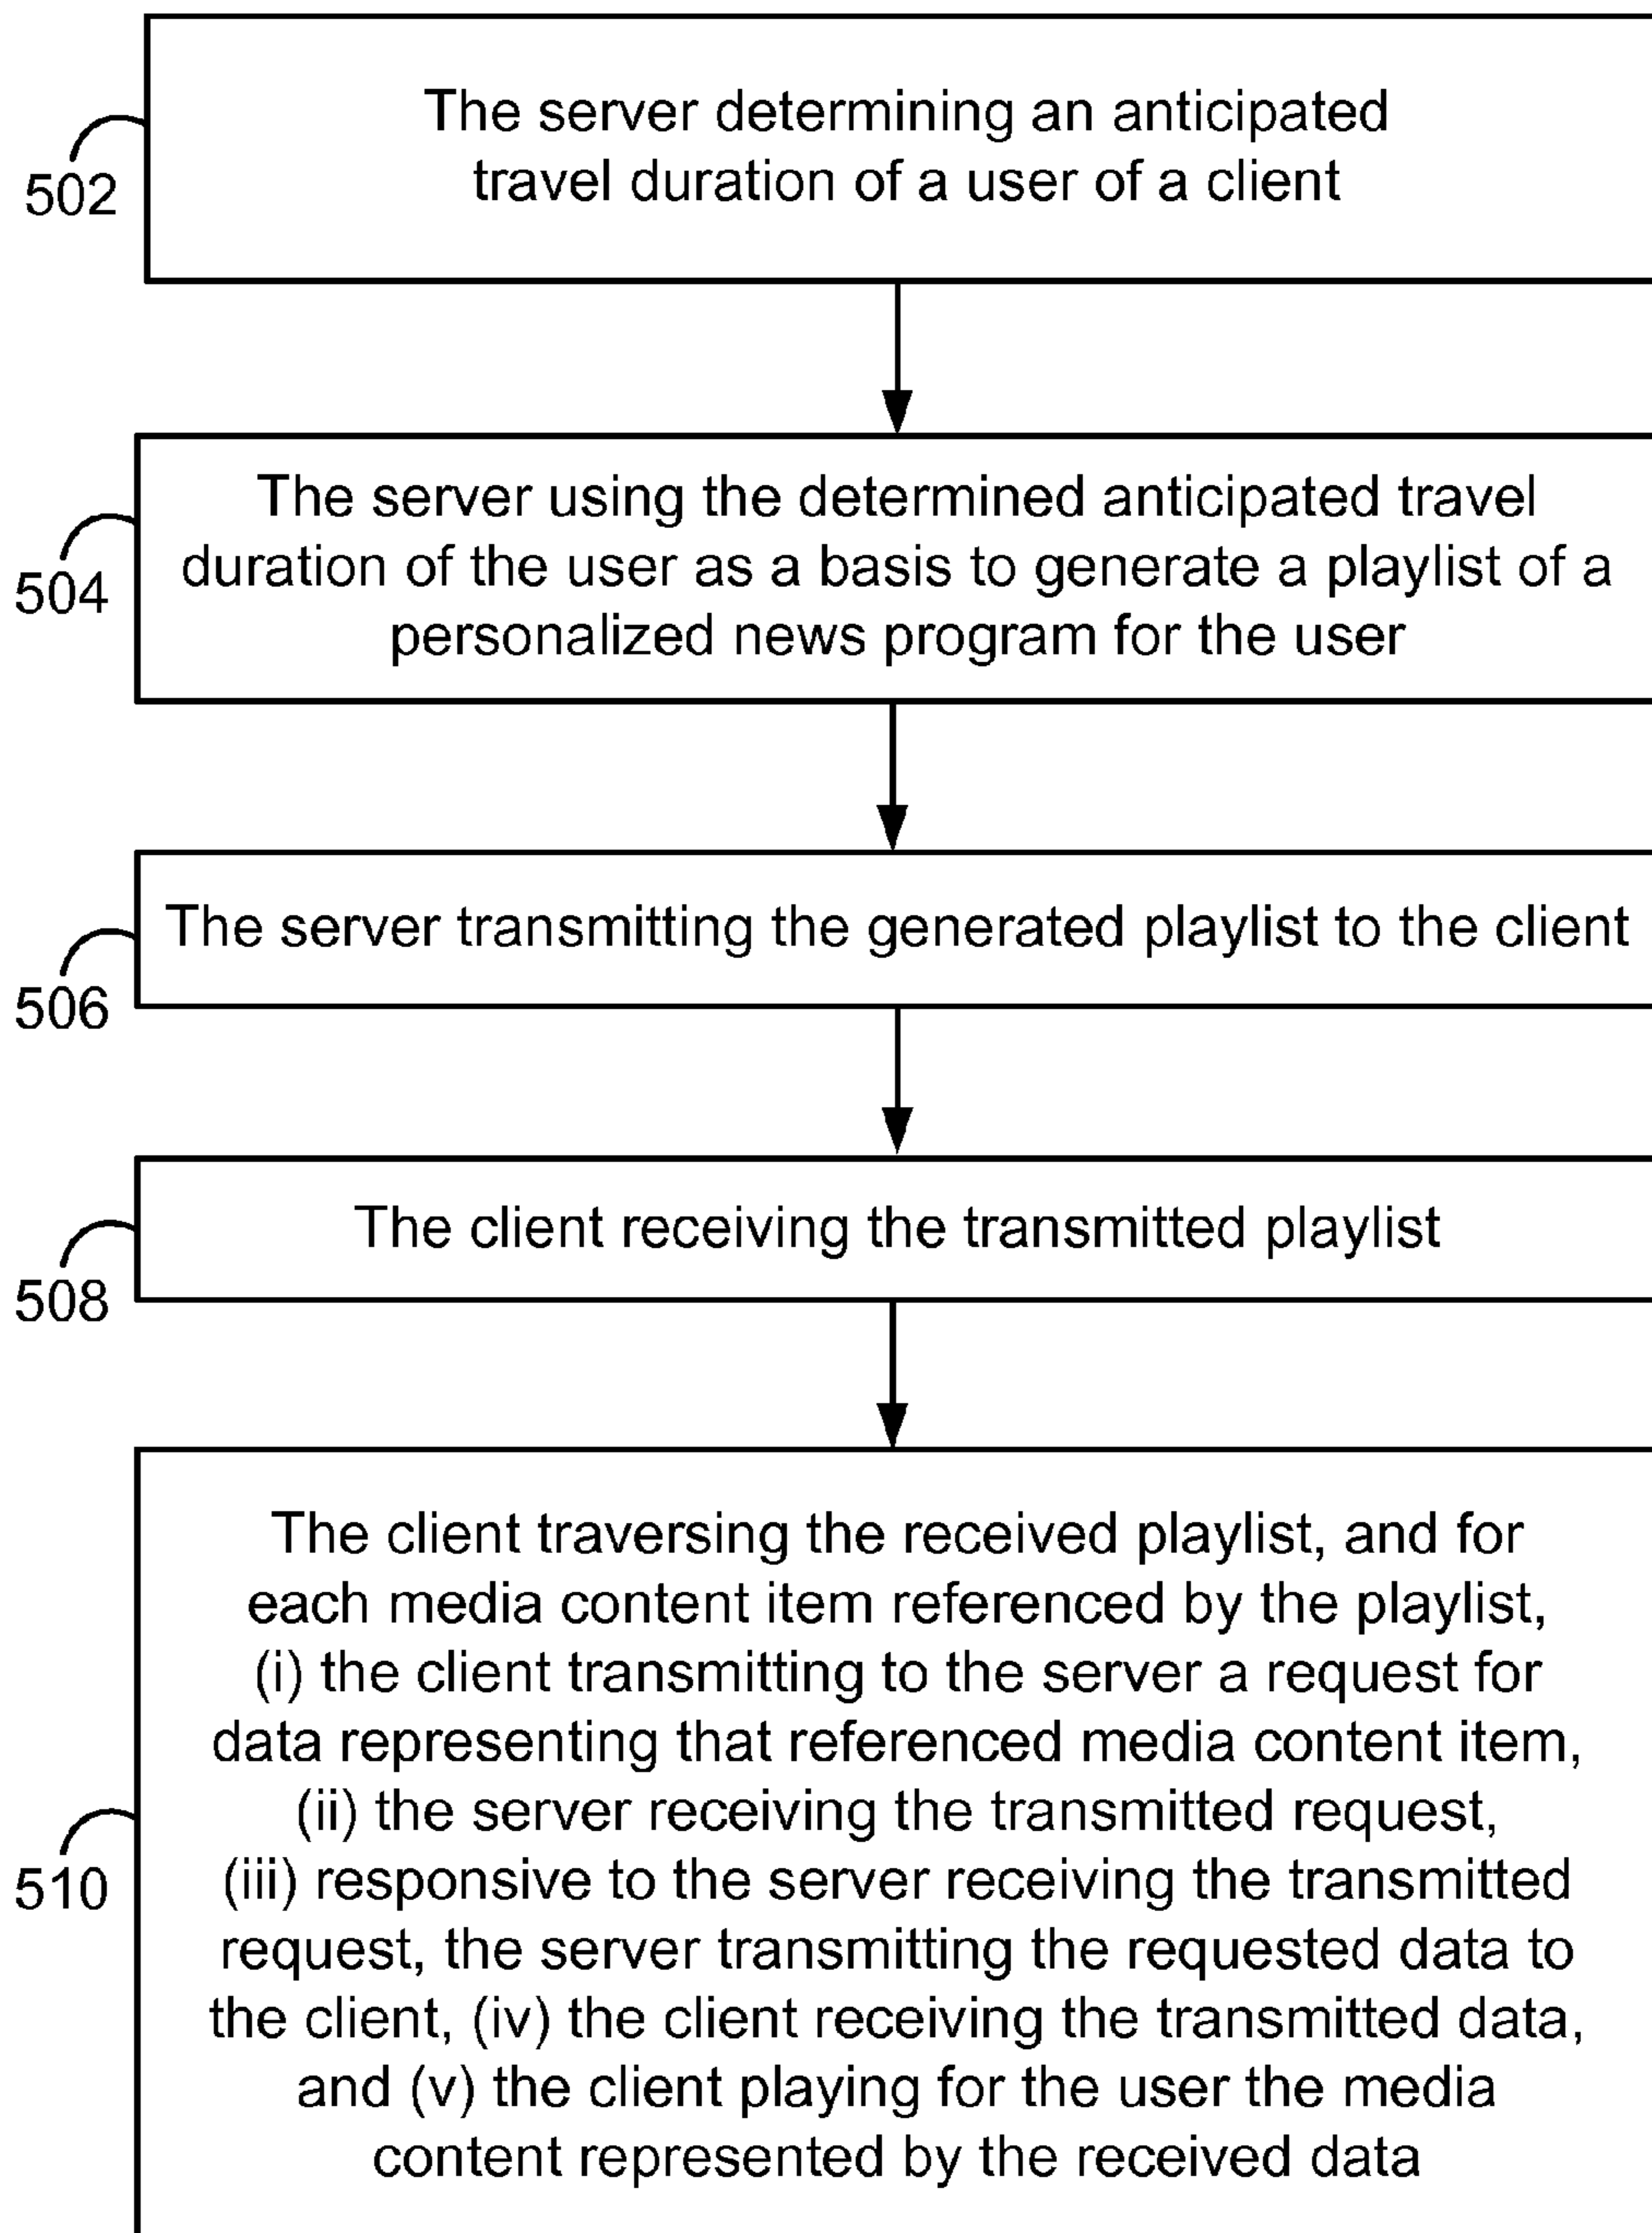 The server determining an anticipated
travel duration of a user of a client
502
The server using the determined anticipated travel
duration of the user as a basis to generate a playlist of a
personalized news program for the user
504
The server transmitting the generated playlist to the client
506
The client receiving the transmitted playlist
508
The client traversing the received playlist, and for
each media content item referenced by the playlist,
(i) the client transmitting to the server a request for
data representing that referenced media content item,
(ii) the server receiving the transmitted request,
(iii) responsive to the server receiving the transmitted
request, the server transmitting the requested data to
the client, (iv) the client receiving the transmitted data,
and (v) the client playing for the user the media
content represented by the received data
510